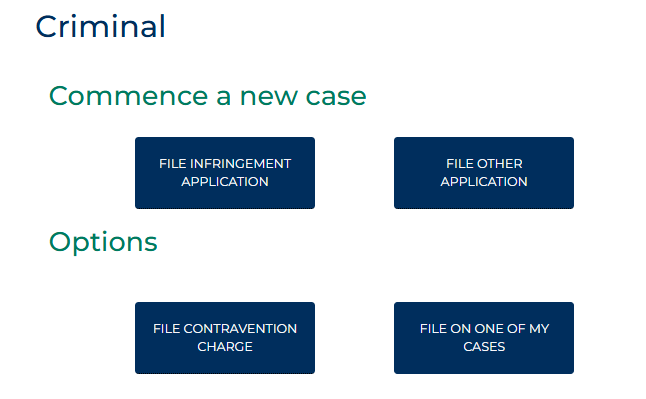 Criminal
Commence a new case
FILE INFRINGEMENT
APPLICATION
FILE OTHER
APPLICATION
Options
FILE CONTRAVENTION
CHARGE
FILE ON ONE OF MY
CASES